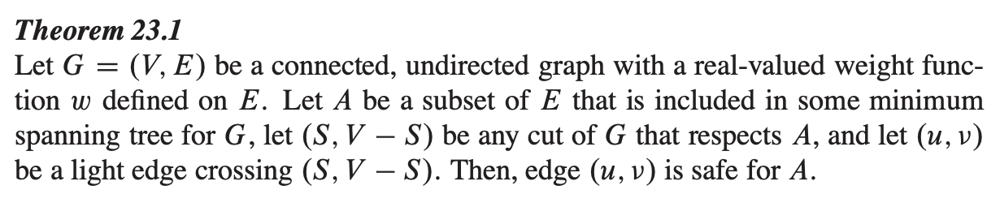 Theorem 23.1
Let G = (V, E) be a connected, undirected graph with a real-valued weight func-
tion w defined on E. Let A be a subset of E that is included in some minimum
spanning tree for G, let (S, V − S) be any cut of G that respects A, and let (u, v)
be a light edge crossing (S, V − S). Then, edge (u, v) is safe for A.